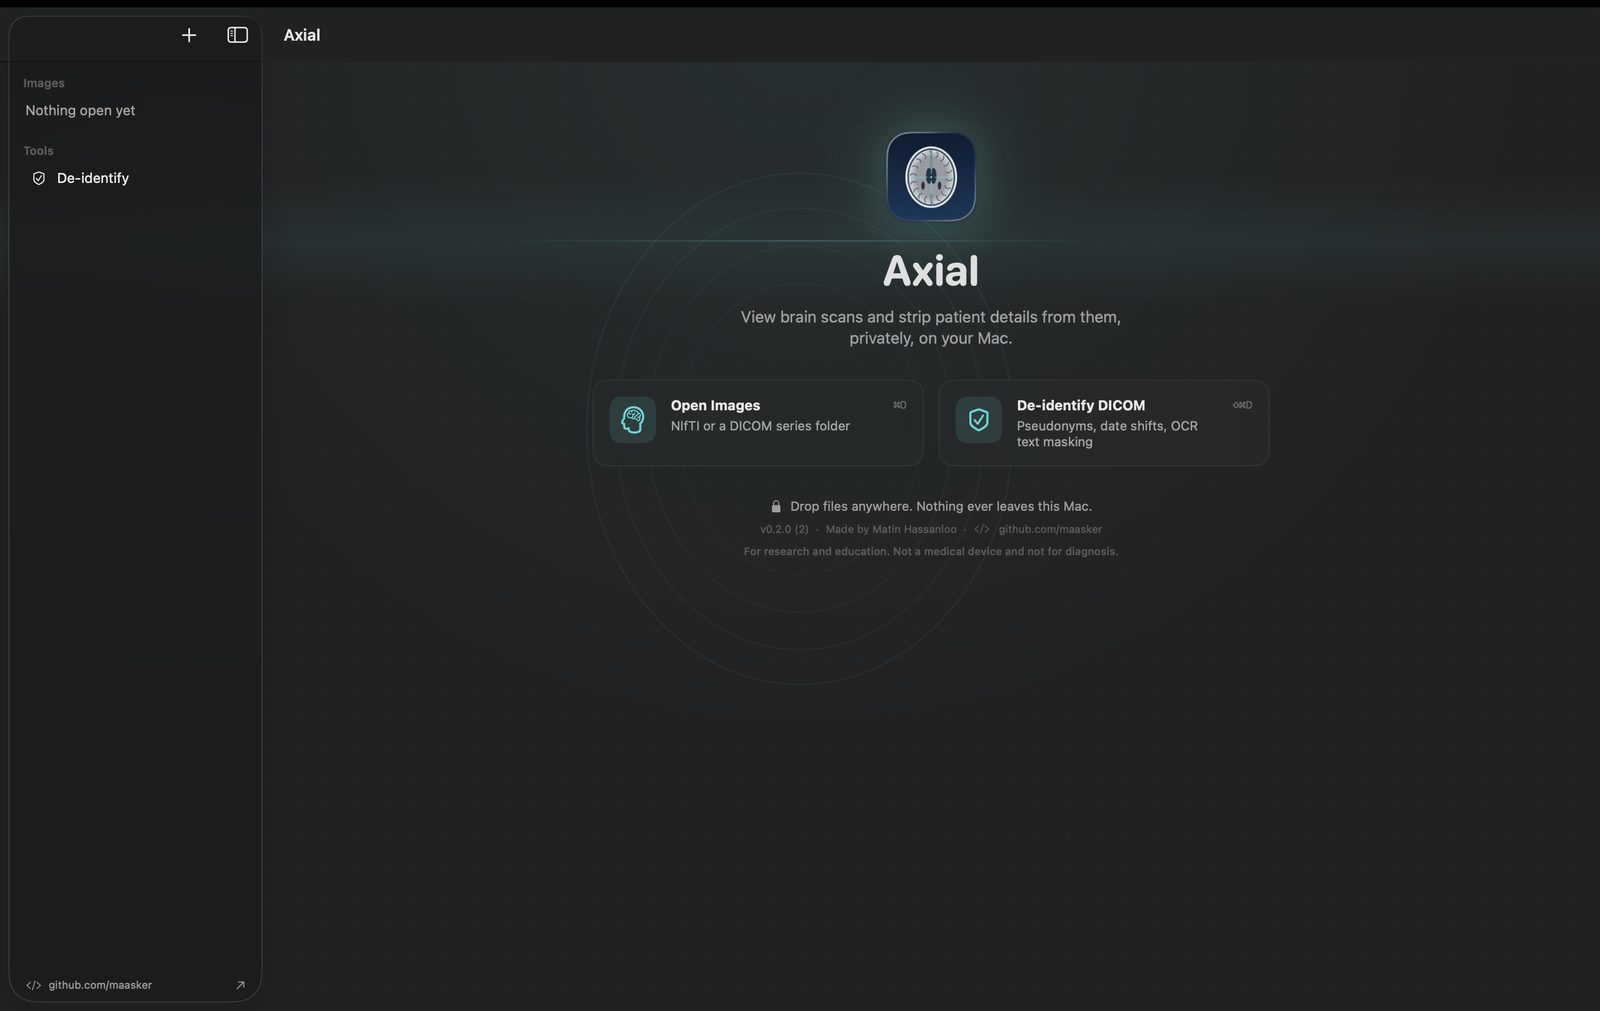 Axial
Images
Nothing open yet
Tools
De-identify
Axial
View brain scans and strip patient details from them,
privately, on your Mac.
Open Images
⌘O
NIfTI or a DICOM series folder
De-identify DICOM
Pseudonyms, date shifts, OCR
text masking
Drop files anywhere. Nothing ever leaves this Mac.
v0.2.0 (2) · Made by Matin Hassanloo · </> github.com/maasker
For research and education. Not a medical device and not for diagnosis.
</> github.com/maasker